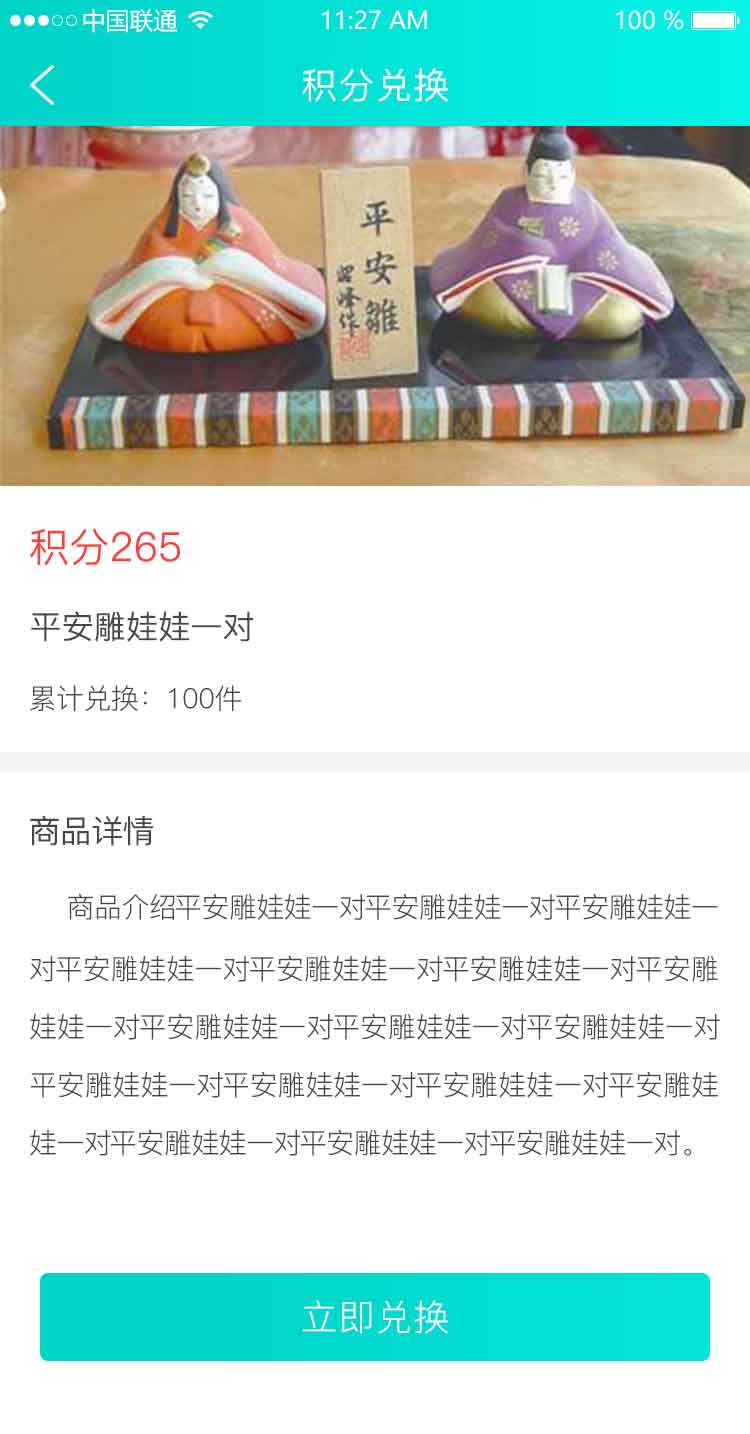 中国联通 11:27 AM 100 %
积分兑换
平安雛
昭峰作
积分265
平安雕娃娃一对
累计兑换：100件
商品详情
商品介绍平安雕娃娃一对平安雕娃娃一对平安雕娃娃一
对平安雕娃娃一对平安雕娃娃一对平安雕娃娃一对平安雕
娃娃一对平安雕娃娃一对平安雕娃娃一对平安雕娃娃一对
平安雕娃娃一对平安雕娃娃一对平安雕娃娃一对平安雕娃
娃一对平安雕娃娃一对平安雕娃娃一对平安雕娃娃一对。
立即兑换